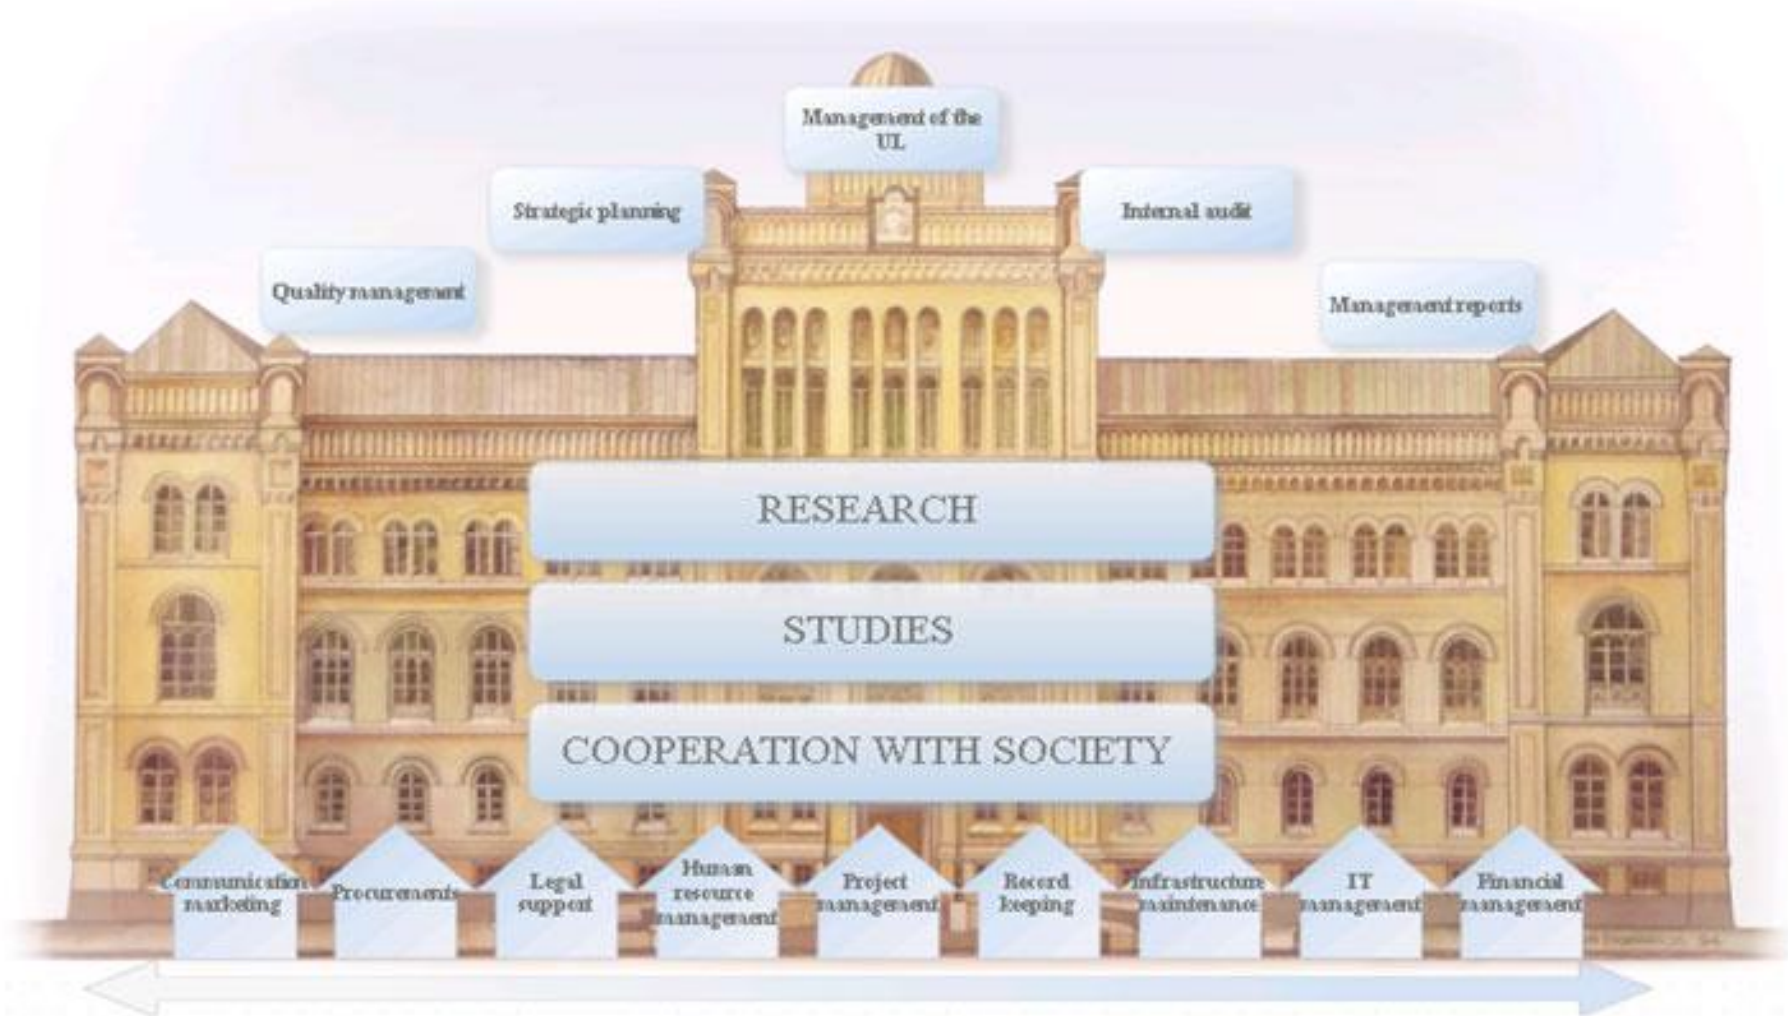 Management of the
UL
Strategic planning
Internal audit
Quality management
Management reports
RESEARCH
STUDIES
COOPERATION WITH SOCIETY
Communication
marketing
Procurements
Legal
support
Human
resource
management
Project
management
Record
keeping
Infrastructure
maintenance
IT
management
Financial
management